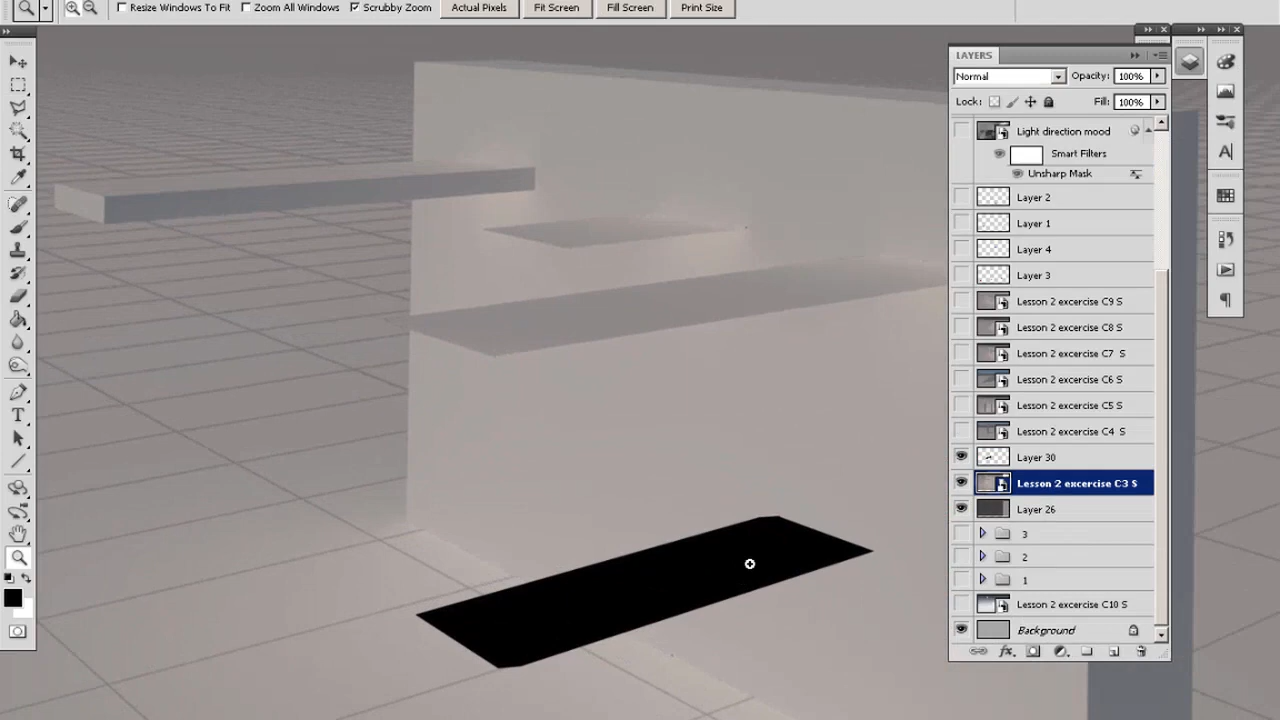 Resize Windows To Fit Zoom All Windows Scrubby Zoom Actual Pixels Fit Screen Fill Screen Print Size
LAYERS
Normal Opacity: 100%
Lock: Fill: 100%
Light direction mood
Smart Filters
Unsharp Mask
Layer 2
Layer 1
Layer 4
Layer 3
Lesson 2 excercise C9 S
Lesson 2 excercise C8 S
Lesson 2 excercise C7 S
Lesson 2 excercise C6 S
Lesson 2 excercise C5 S
Lesson 2 excercise C4 S
Layer 30
Lesson 2 excercise C3 S
Layer 26
3
2
1
Lesson 2 excercise C10 S
Background